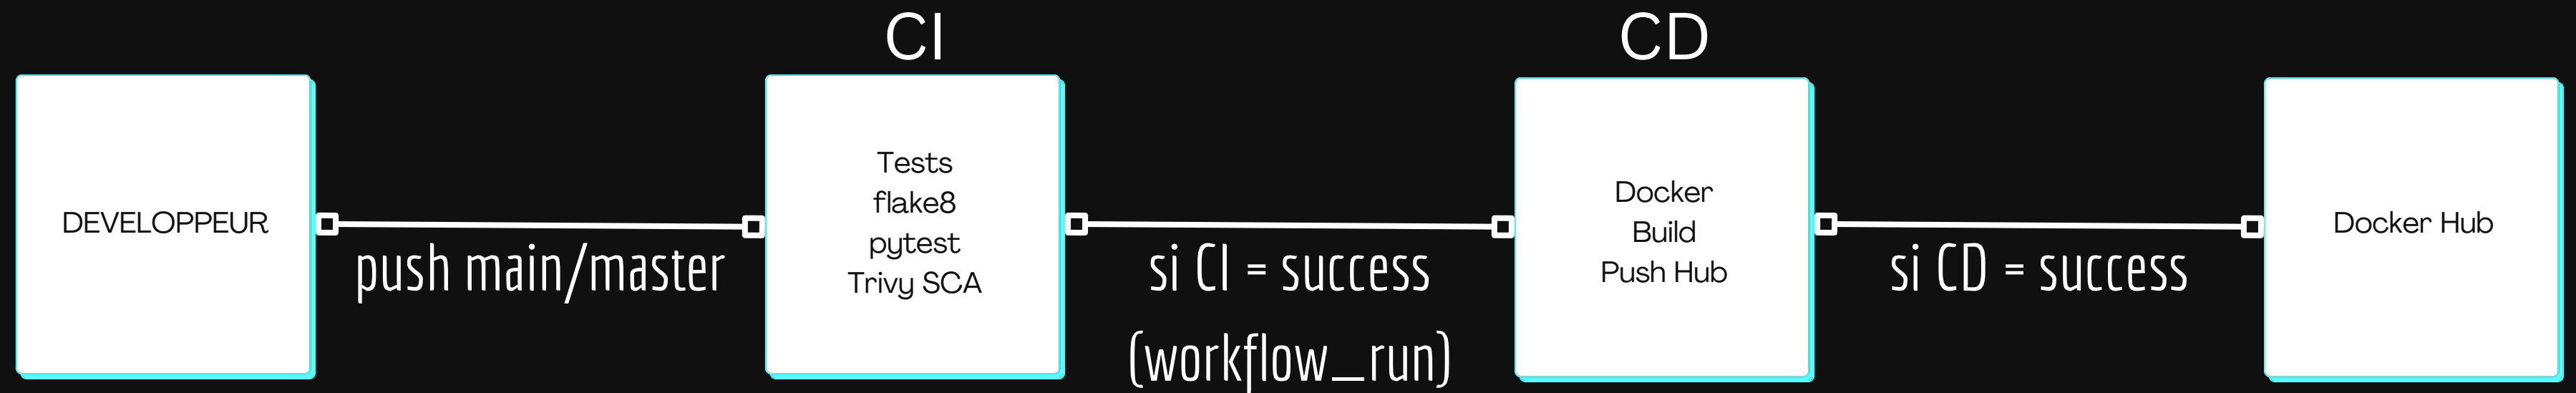 CI
CD
DEVELOPPEUR
push main/master
Tests
flake8
pytest
Trivy SCA
si CI = success
(workflow_run)
Docker
Build
Push Hub
si CD = success
Docker Hub